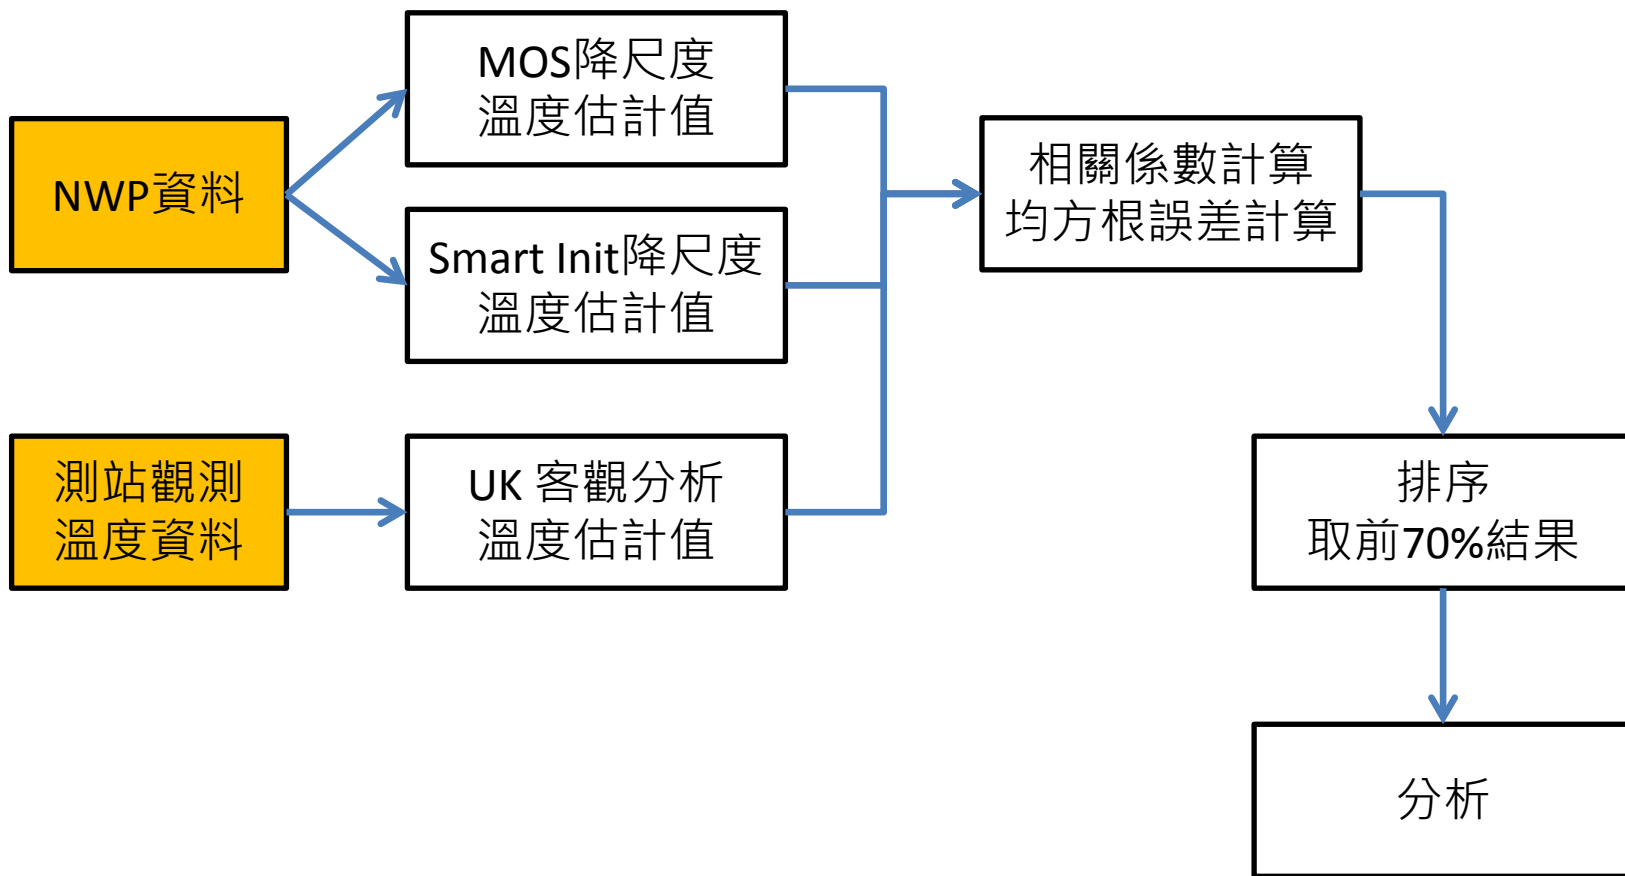 MOS降尺度
溫度估計值
NWP資料
Smart Init降尺度
溫度估計值
相關係數計算
均方根誤差計算
測站觀測
溫度資料
UK 客觀分析
溫度估計值
排序
取前70%結果
分析